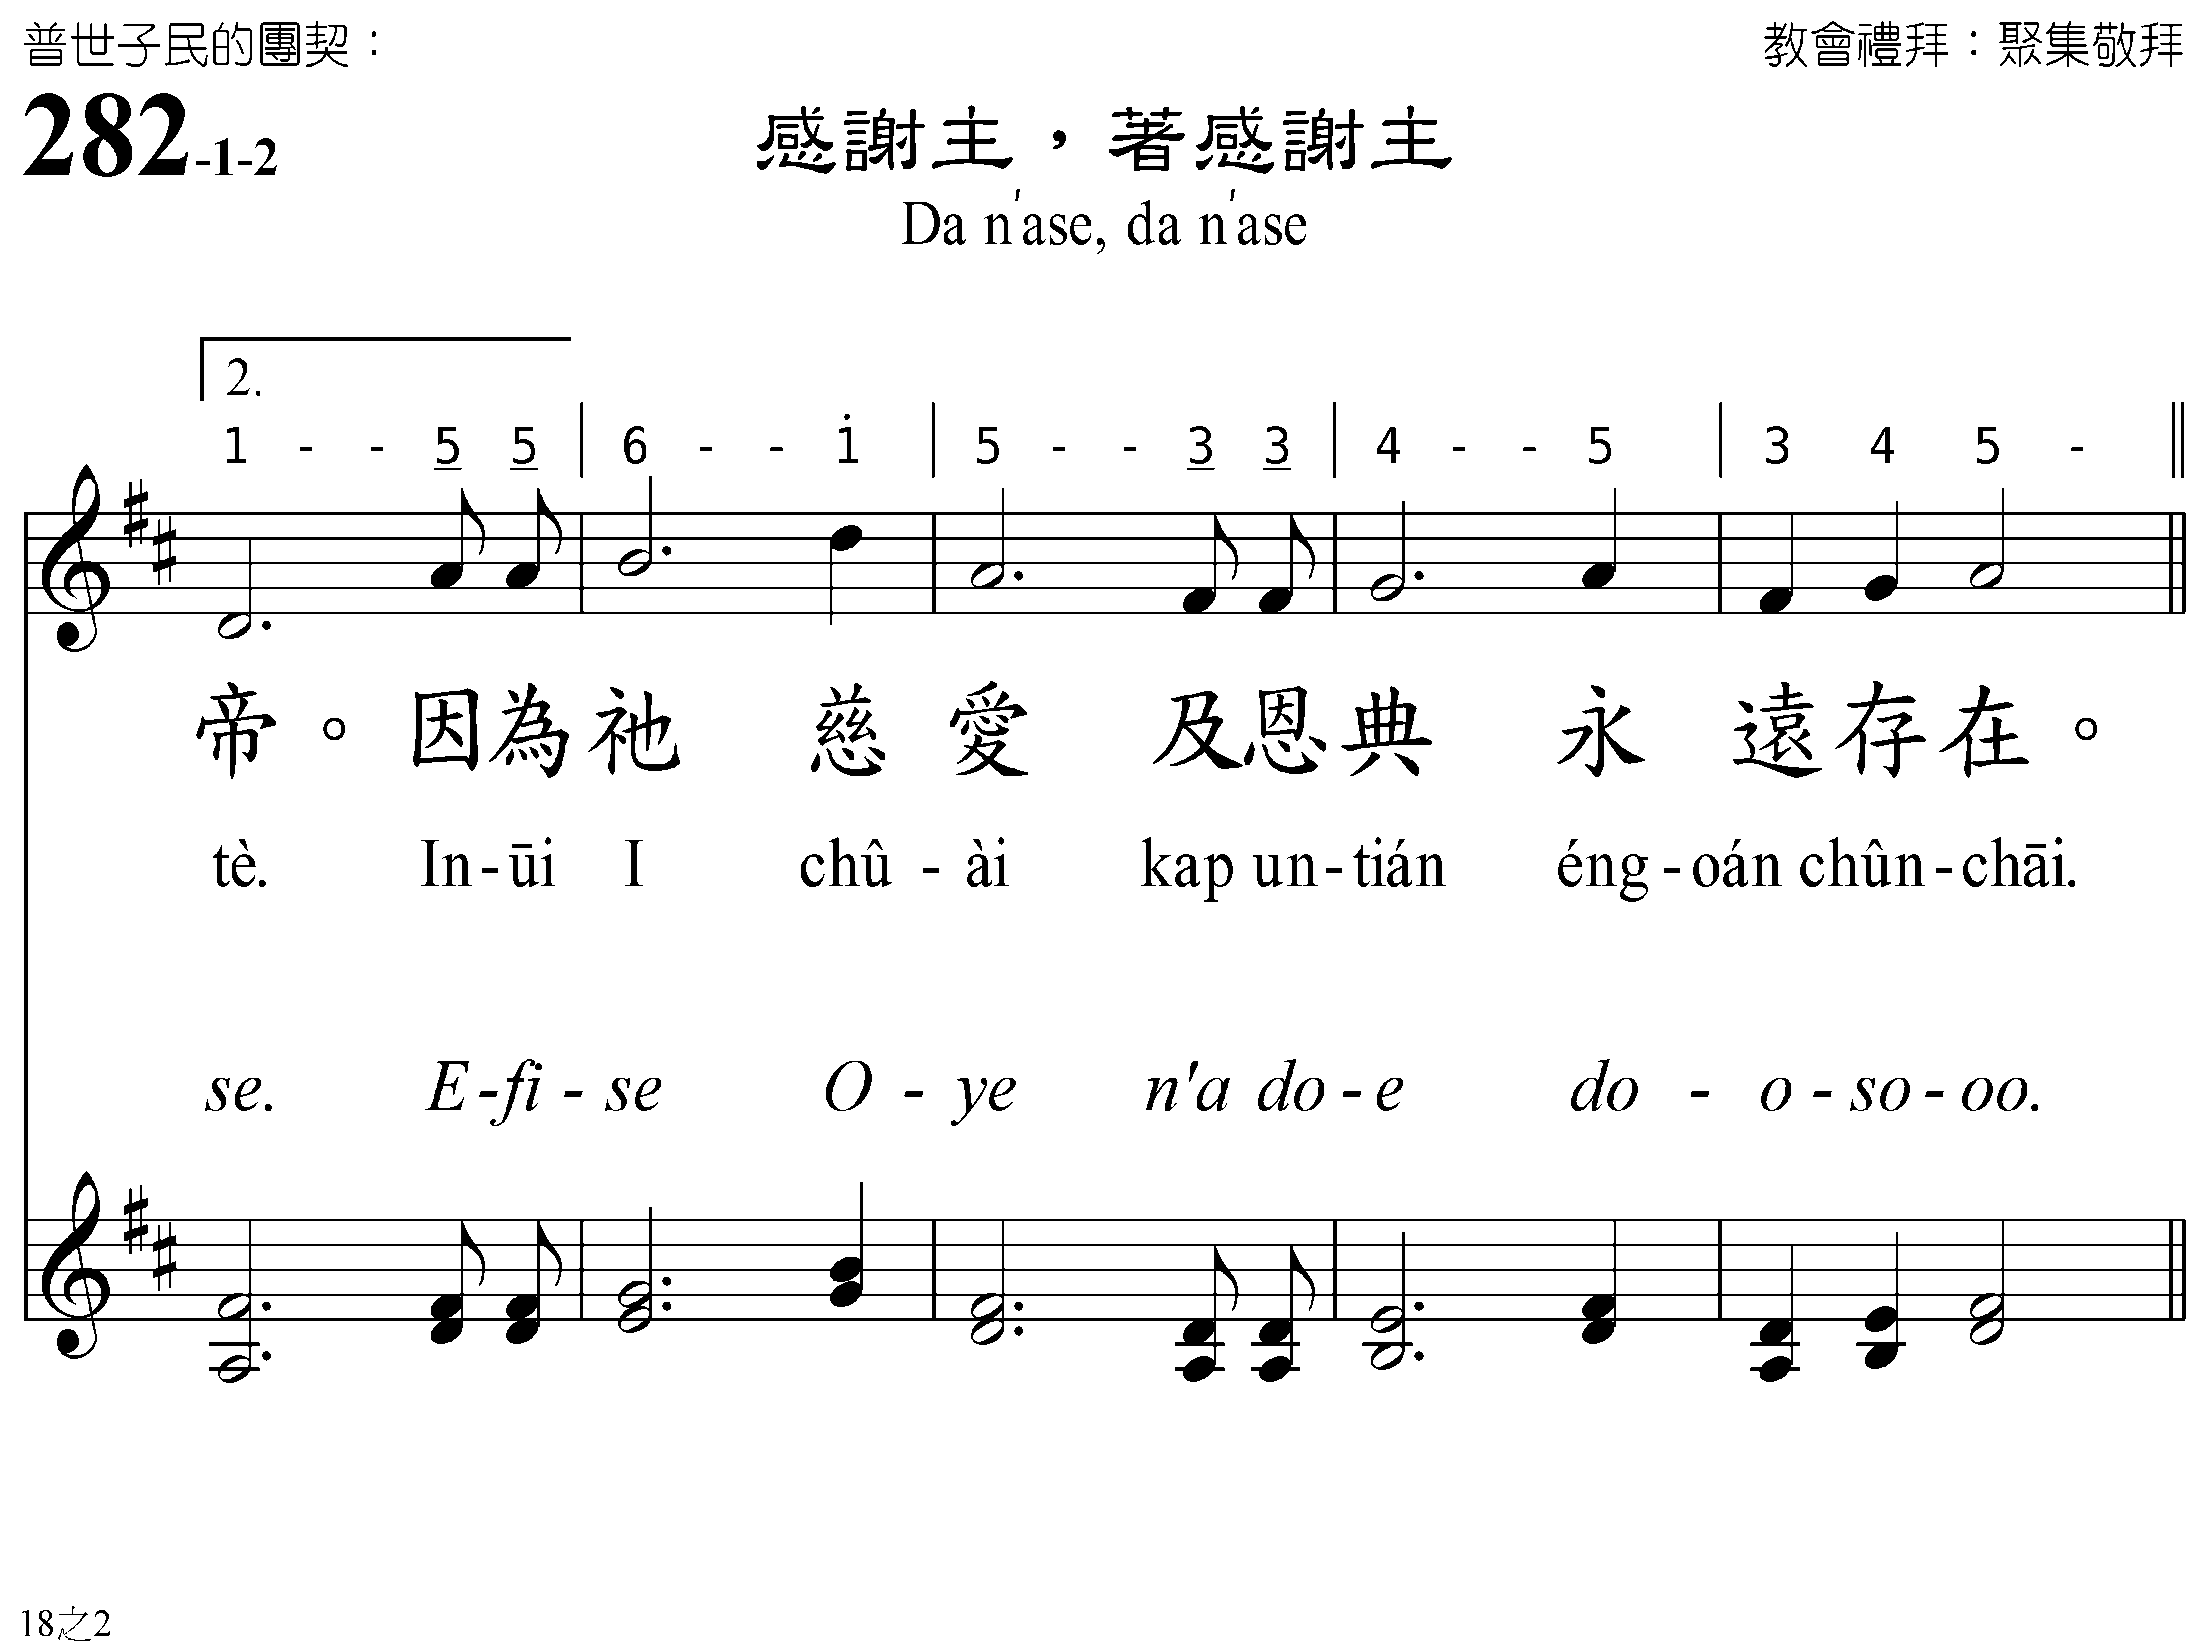 普世子民的團契：
教會禮拜：聚集敬拜
282-1-2
感謝主，著感謝主
Da n'ase, da n'ase
2.
1 - - 5 5 | 6 - - i | 5 - - 3 3 | 4 - - 5 | 3 4 5 - ||
帝。因為祂 慈愛 及恩典 永遠存在。
tè. In-ūi I chû-ài kap un-tián éng-oán chûn-chāi.
se. E-fi-se O-ye n'a do-e do-o-so-oo.
18之2